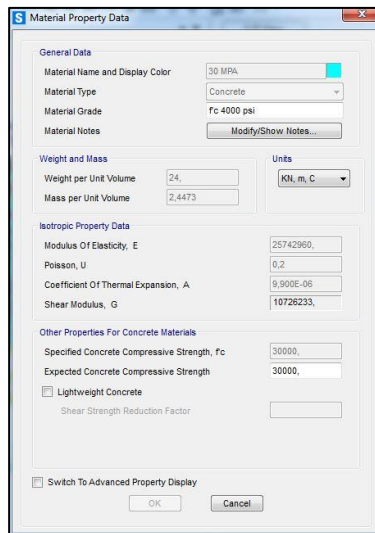 S Material Property Data
General Data
Material Name and Display Color 30 MPA
Material Type Concrete
Material Grade f'c 4000 psi
Material Notes Modify/Show Notes...
Weight and Mass Units
Weight per Unit Volume 24, KN, m, C
Mass per Unit Volume 2,4473
Isotropic Property Data
Modulus Of Elasticity, E 25742960,
Poisson, U 0,2
Coefficient Of Thermal Expansion, A 9,900E-06
Shear Modulus, G 10726233,
Other Properties For Concrete Materials
Specified Concrete Compressive Strength, f'c 30000,
Expected Concrete Compressive Strength 30000,
Lightweight Concrete
Shear Strength Reduction Factor
Switch To Advanced Property Display
OK Cancel